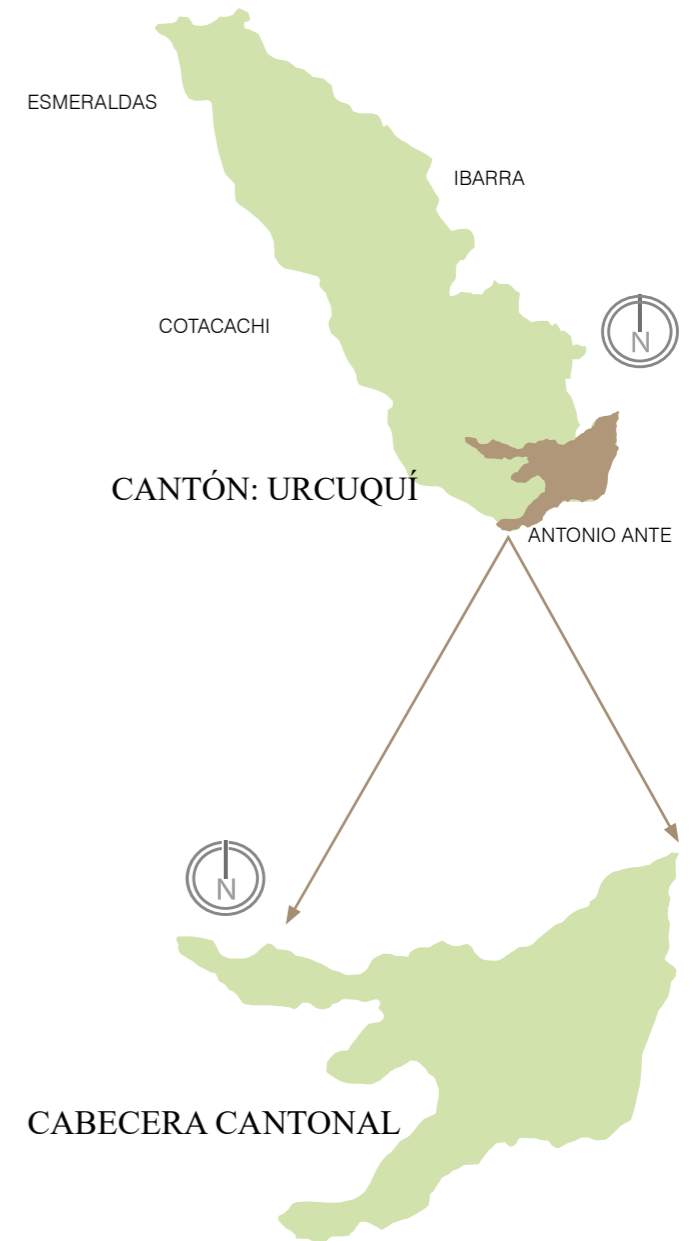 ESMERALDAS
IBARRA
N
COTACACHI
CANTÓN: URCUQUÍ
ANTONIO ANTE
N
CABECERA CANTONAL